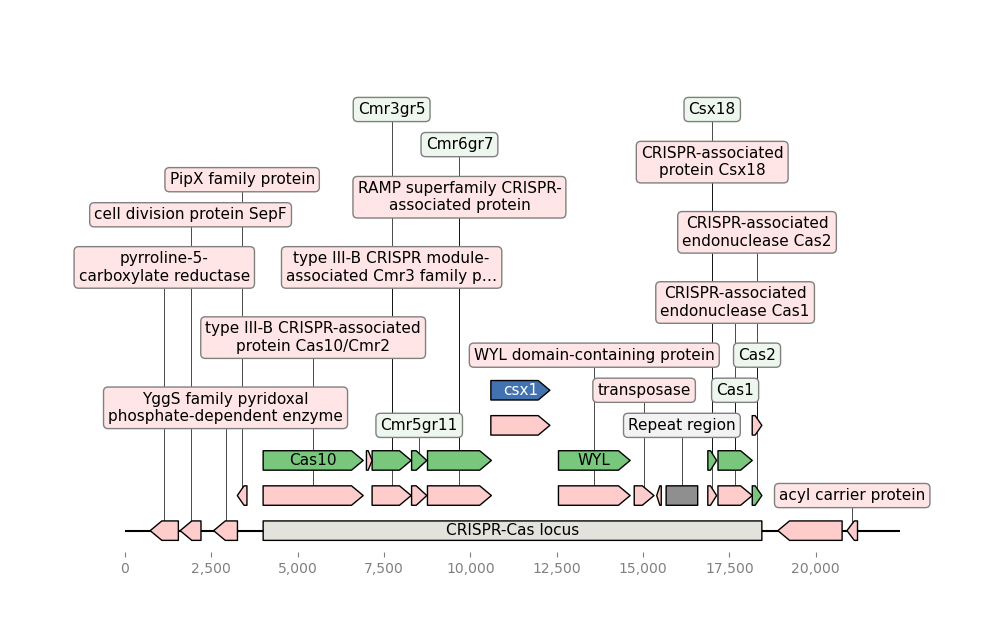 Cmr3gr5
Csx18
Cmr6gr7
CRISPR-associated
protein Csx18
PipX family protein
RAMP superfamily CRISPR-
associated protein
cell division protein SepF
CRISPR-associated
endonuclease Cas2
pyrroline-5-
carboxylate reductase
type III-B CRISPR module-
associated Cmr3 family p...
CRISPR-associated
endonuclease Cas1
type III-B CRISPR-associated
protein Cas10/Cmr2
WYL domain-containing protein
Cas2
YggS family pyridoxal
phosphate-dependent enzyme
csx1
transposase
Cas1
Cmr5gr11
Repeat region
Cas10
WYL
acyl carrier protein
CRISPR-Cas locus
0
2,500
5,000
7,500
10,000
12,500
15,000
17,500
20,000